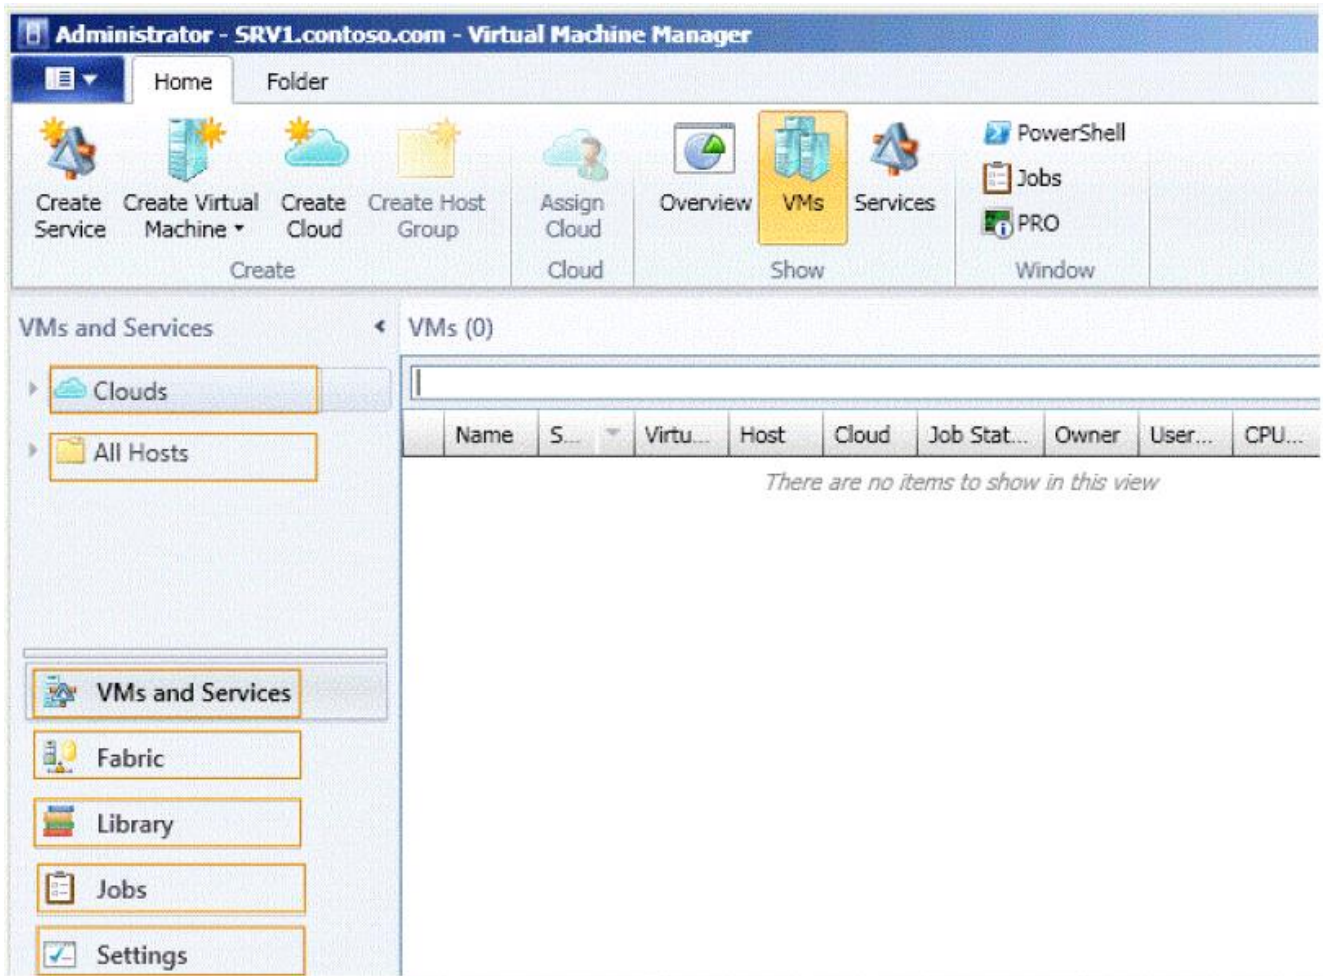 Administrator - SRV1.contoso.com - Virtual Machine Manager
Home Folder
Create Service Create Virtual Machine Create Cloud Create Host Group Assign Cloud Overview VMs Services PowerShell
Jobs
PRO
Create Cloud Show Window
VMs and Services VMs (0)
Clouds
All Hosts
Name S... Virtu... Host Cloud Job Stat... Owner User... CPU...
There are no items to show in this view
VMs and Services
Fabric
Library
Jobs
Settings